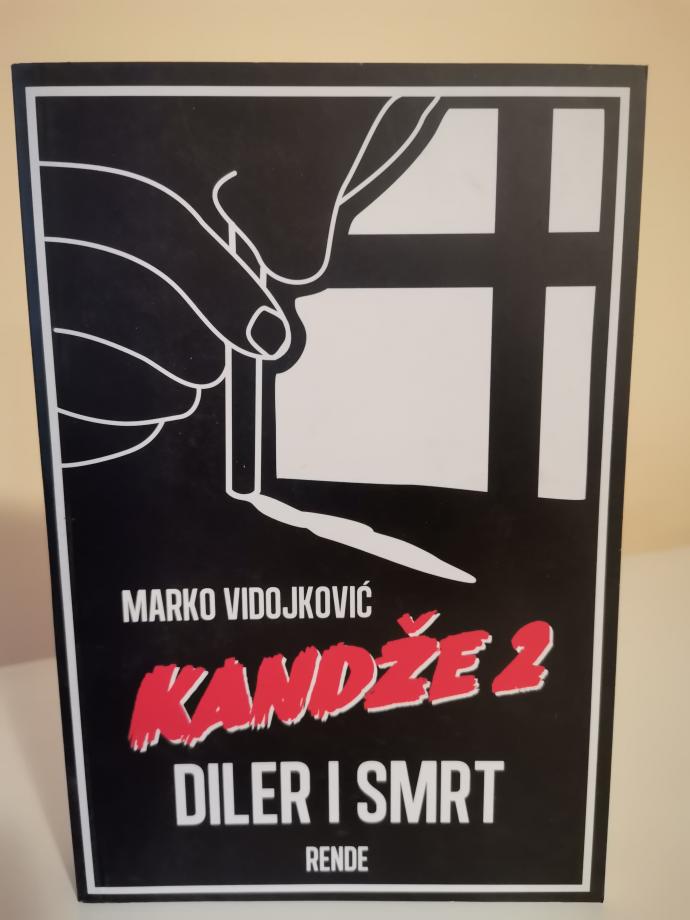 MARKO VIDOJKOVIĆ
KANDŽE 2
DILER I SMRT
RENDE